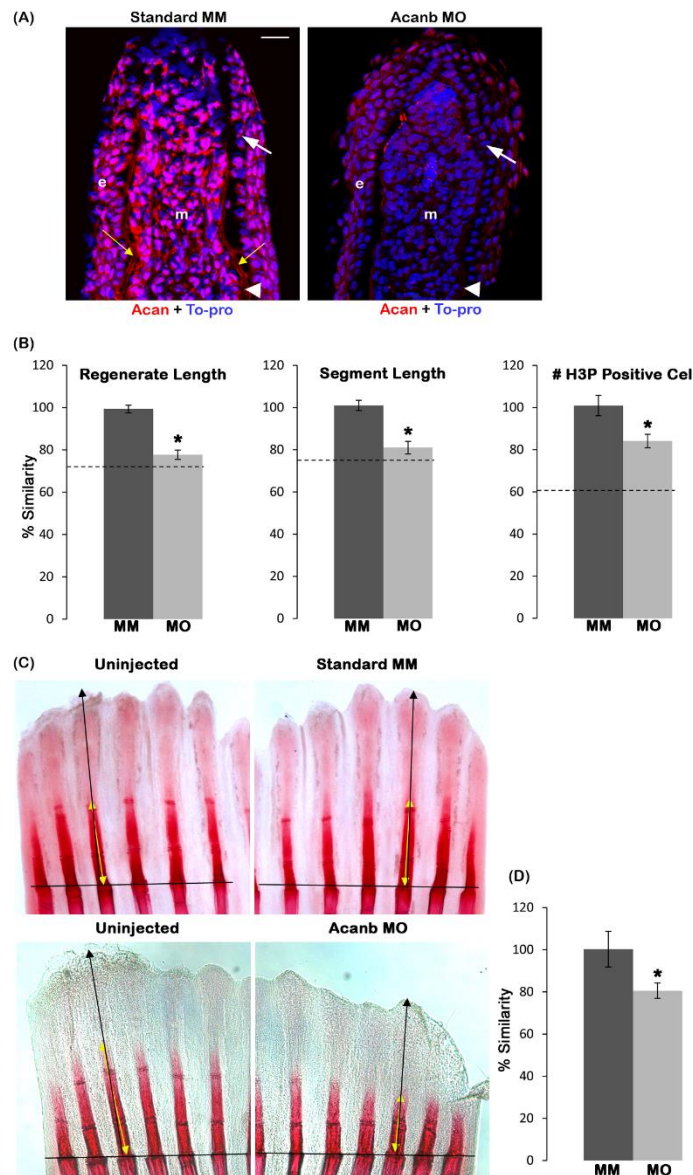 (A)
Standard MM
Acanb MO
e
m
e
m
Acan + To-pro
Acan + To-pro
(B)
Regenerate Length
Segment Length
# H3P Positive Cel
% Similarity
120
100
80
60
40
20
0
*
MM
MO
120
100
80
60
40
20
0
*
MM
MO
120
100
80
60
40
20
0
*
MM
MO
(C)
Uninjected
Standard MM
Uninjected
Acanb MO
(D)
% Similarity
120
100
80
60
40
20
0
*
MM
MO